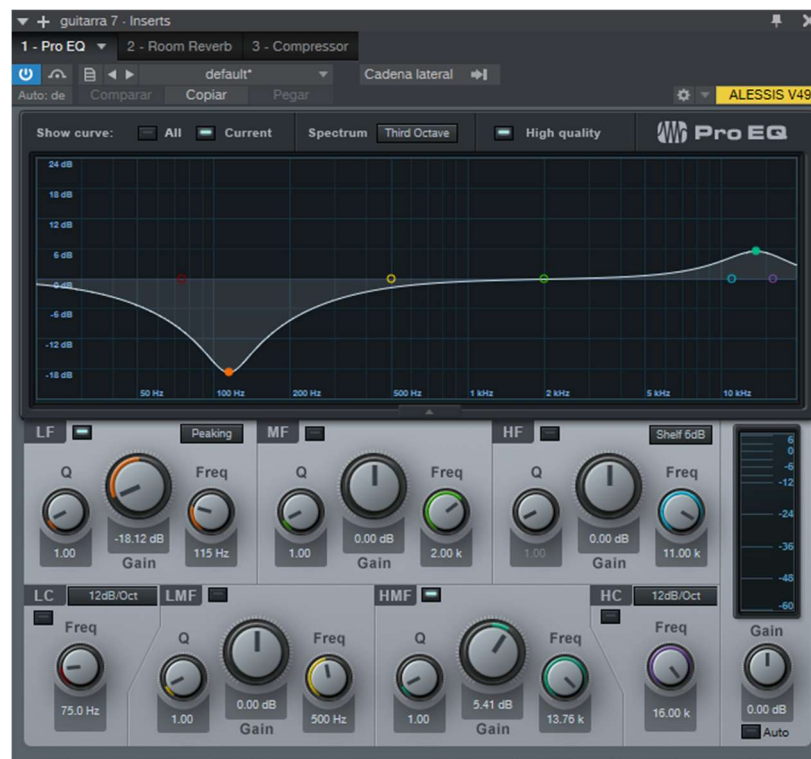 guitarra 7 - Inserts
1 - Pro EQ 2 - Room Reverb 3 - Compressor
default* Cadena lateral
Auto: de Comparar Copiar Pegar ALESSIS V49
Show curve: All Current Spectrum Third Octave High quality Pro EQ
24 dB
18 dB
12 dB
6 dB
0 dB
-6 dB
-12 dB
-18 dB
50 Hz 100 Hz 200 Hz 500 Hz 1 kHz 2 kHz 5 kHz 10 kHz
LF Peaking MF HF Shelf 6dB
Q Freq Q Freq Q Freq
1.00 -18.12 dB 115 Hz 1.00 0.00 dB 2.00 k 1.00 0.00 dB 11.00 k
Gain Gain Gain
6
0
-6
-12
-24
-36
-48
-60
LC 12dB/Oct LMF HMF HC 12dB/Oct
Freq Q Freq Q Freq Freq Gain
75.0 Hz 1.00 0.00 dB 500 Hz 1.00 5.41 dB 13.76 k 16.00 k 0.00 dB
Gain Gain Auto